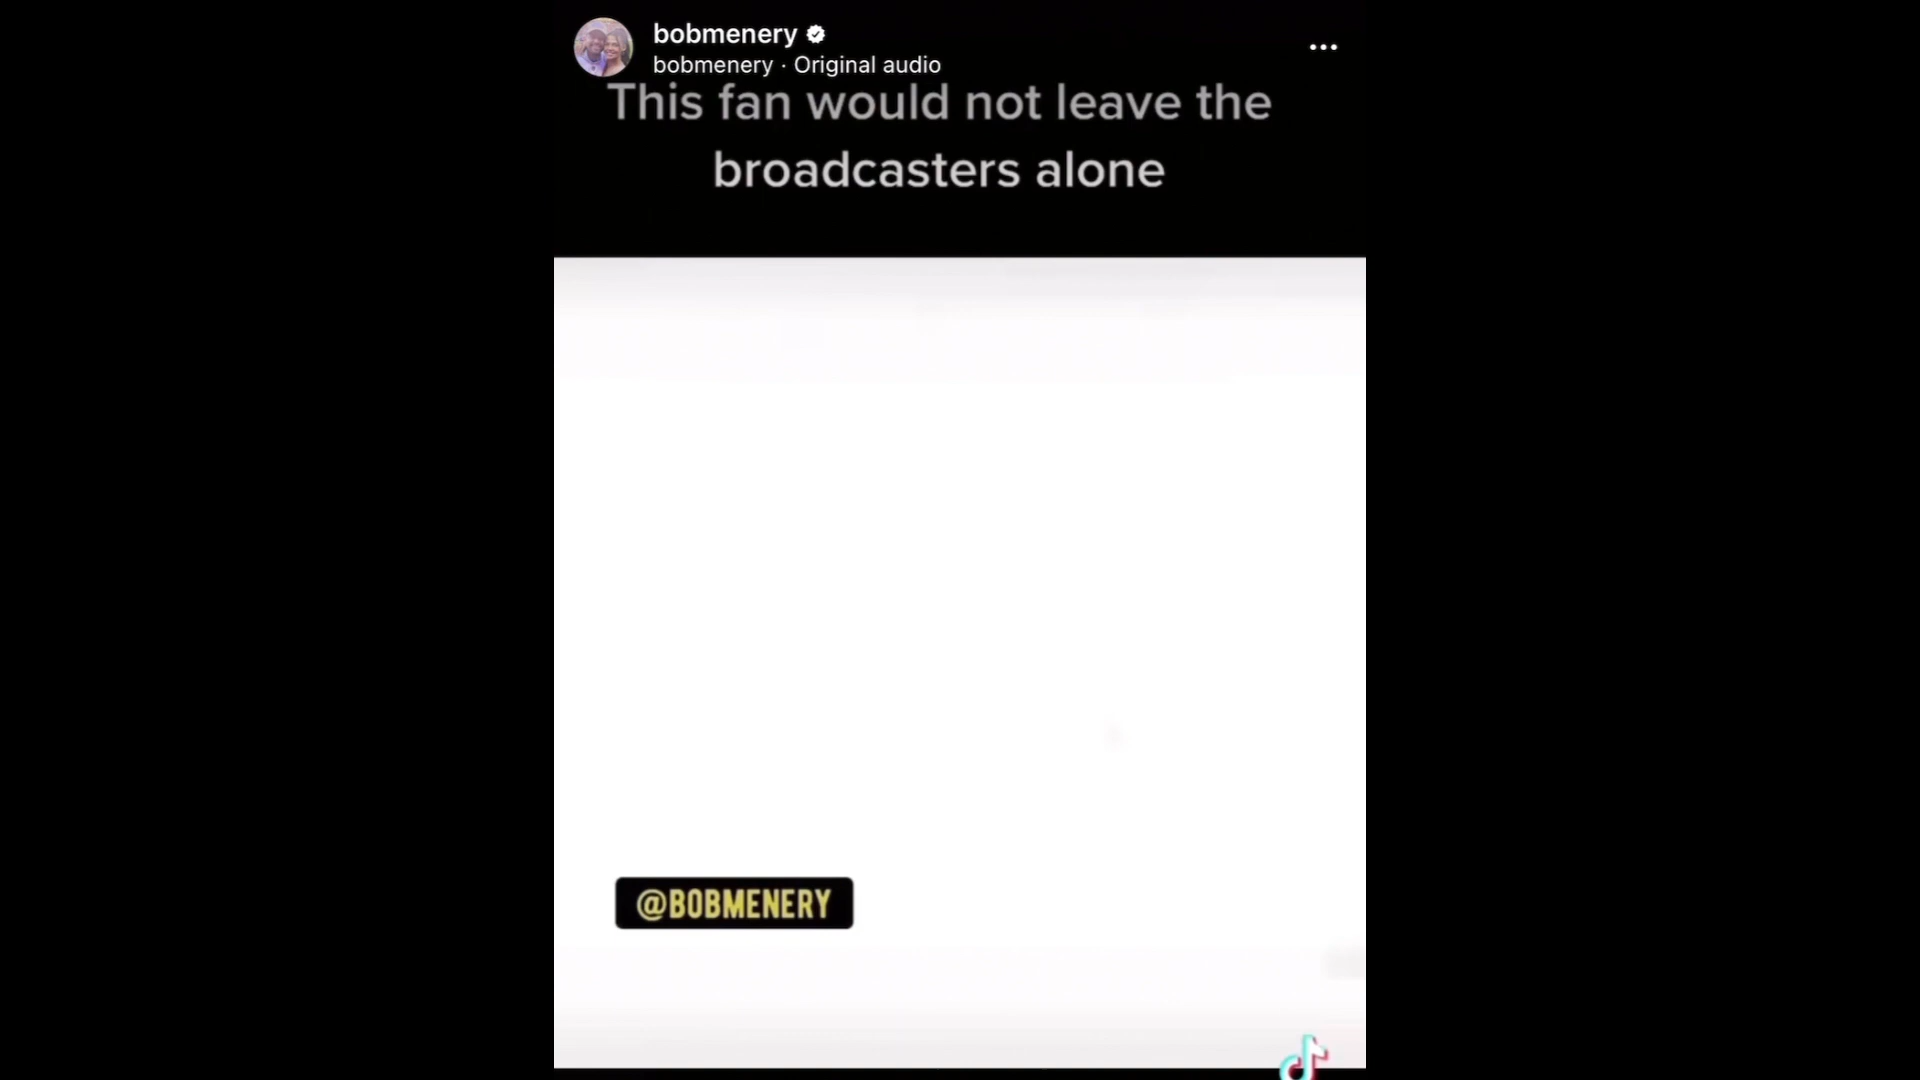 bobmenery
bobmenery · Original audio
This fan would not leave the
broadcasters alone
@BOBMENERY